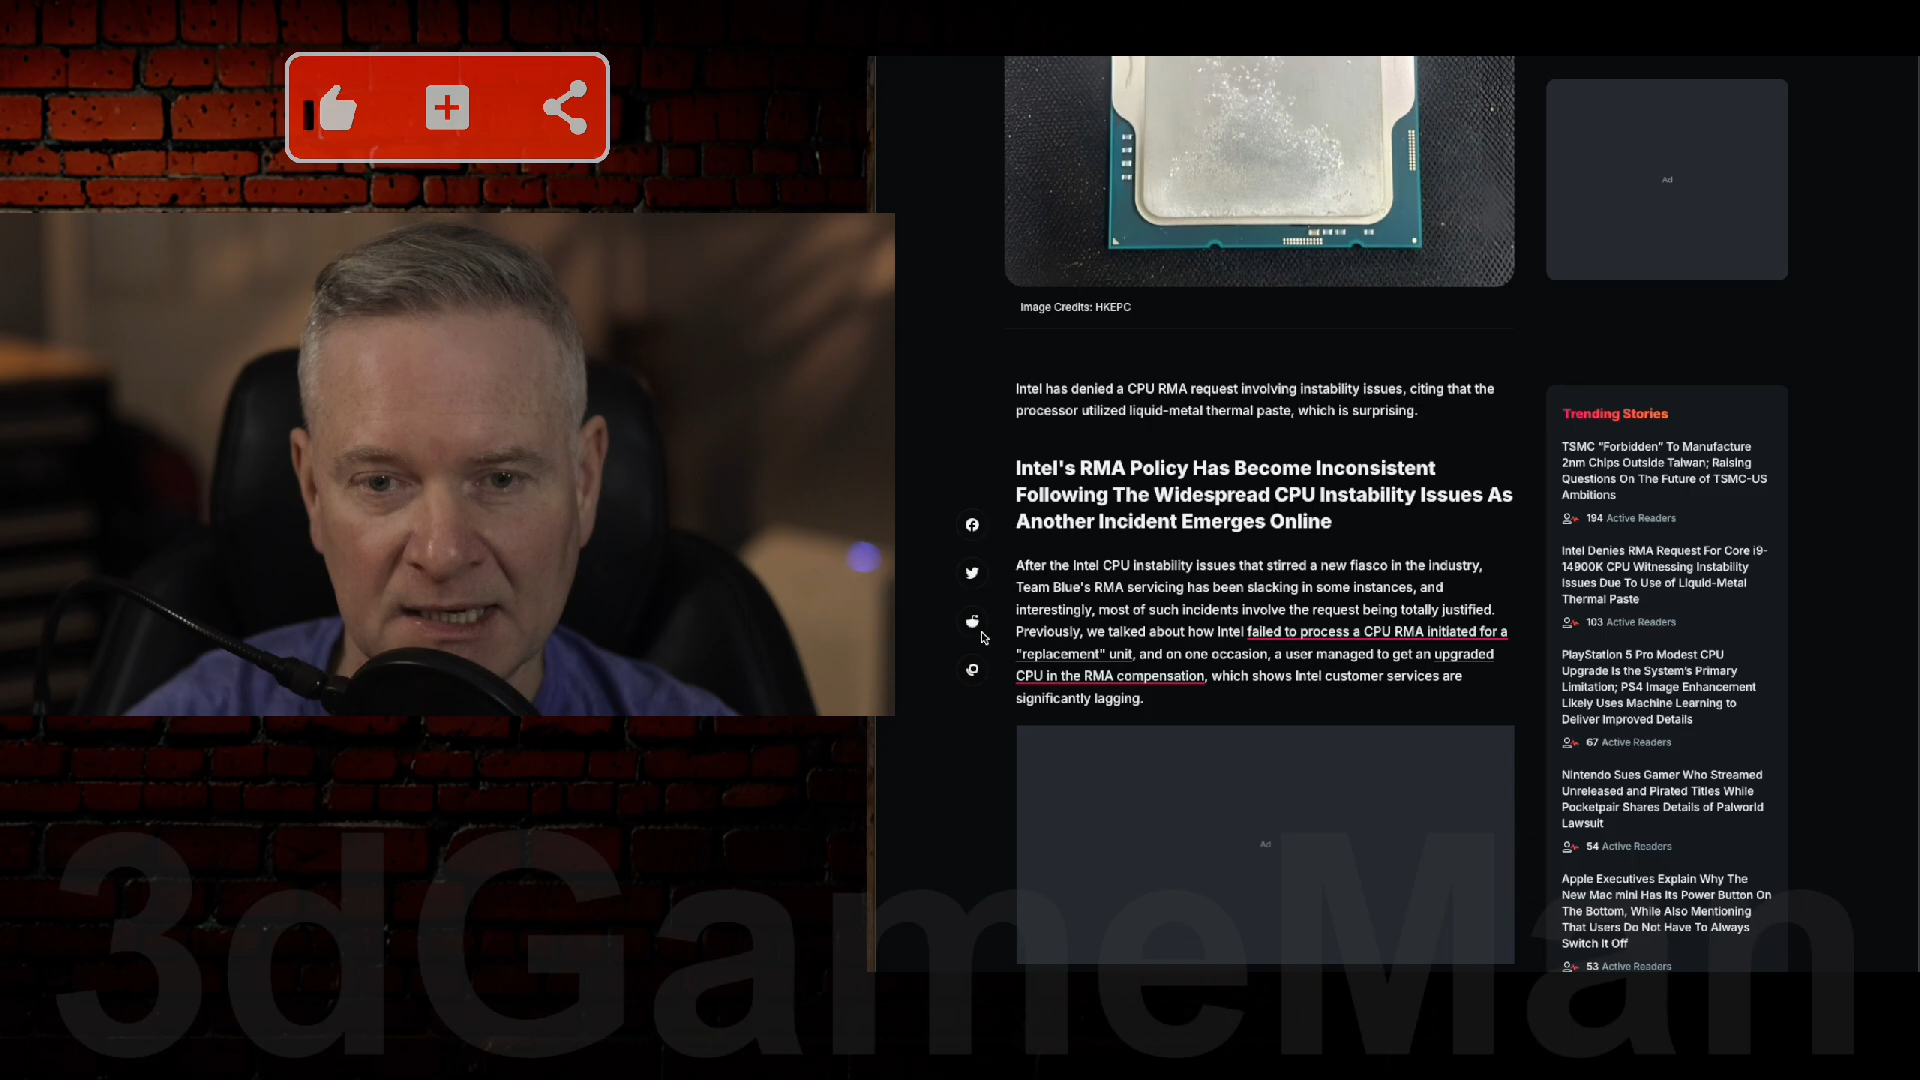 Ad
Image Credits: HKEPC
Intel has denied a CPU RMA request involving instability issues, citing that the
processor utilized liquid-metal thermal paste, which is surprising.
Intel's RMA Policy Has Become Inconsistent
Following The Widespread CPU Instability Issues As
Another Incident Emerges Online
After the Intel CPU instability issues that stirred a new fiasco in the industry,
Team Blue's RMA servicing has been slacking in some instances, and
interestingly, most of such incidents involve the request being totally justified.
Previously, we talked about how Intel failed to process a CPU RMA initiated for a
"replacement" unit, and on one occasion, a user managed to get an upgraded
CPU in the RMA compensation, which shows Intel customer services are
significantly lagging.
Ad
Trending Stories
TSMC "Forbidden" To Manufacture
2nm Chips Outside Taiwan; Raising
Questions On The Future of TSMC-US
Ambitions
194 Active Readers
Intel Denies RMA Request For Core i9-
14900K CPU Witnessing Instability
Issues Due To Use of Liquid-Metal
Thermal Paste
103 Active Readers
PlayStation 5 Pro Modest CPU
Upgrade Is the System's Primary
Limitation; PS4 Image Enhancement
Likely Uses Machine Learning to
Deliver Improved Details
67 Active Readers
Nintendo Sues Gamer Who Streamed
Unreleased and Pirated Titles While
Pocketpair Shares Details of Palworld
Lawsuit
54 Active Readers
Apple Executives Explain Why The
New Mac mini Has Its Power Button On
The Bottom, While Also Mentioning
That Users Do Not Have To Always
Switch It Off
53 Active Readers
3dGameMan